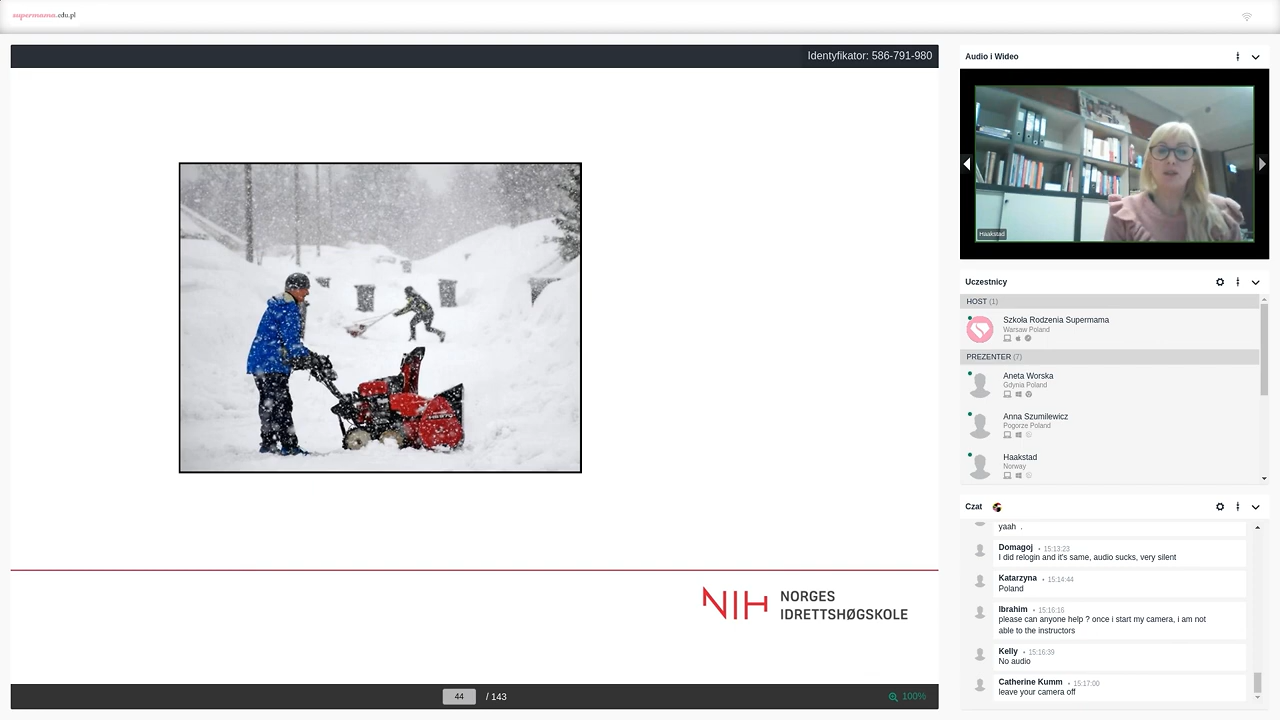 supermama.edu.pl
Identyfikator: 586-791-980
NIH NORGES
IDRETTSHØGSKOLE
44 / 143
100%
Audio i Wideo
Haakstad
Uczestnicy
HOST (1)
Szkoła Rodzenia Supermama
Warsaw Poland
PREZENTER (7)
Aneta Worska
Gdynia Poland
Anna Szumilewicz
Pogorze Poland
Haakstad
Norway
Czat
yaah .
Domagoj • 15:13:23
I did relogin and it's same, audio sucks, very silent
Katarzyna • 15:14:44
Poland
Ibrahim • 15:16:16
please can anyone help ? once i start my camera, i am not
able to the instructors
Kelly • 15:16:39
No audio
Catherine Kumm • 15:17:00
leave your camera off